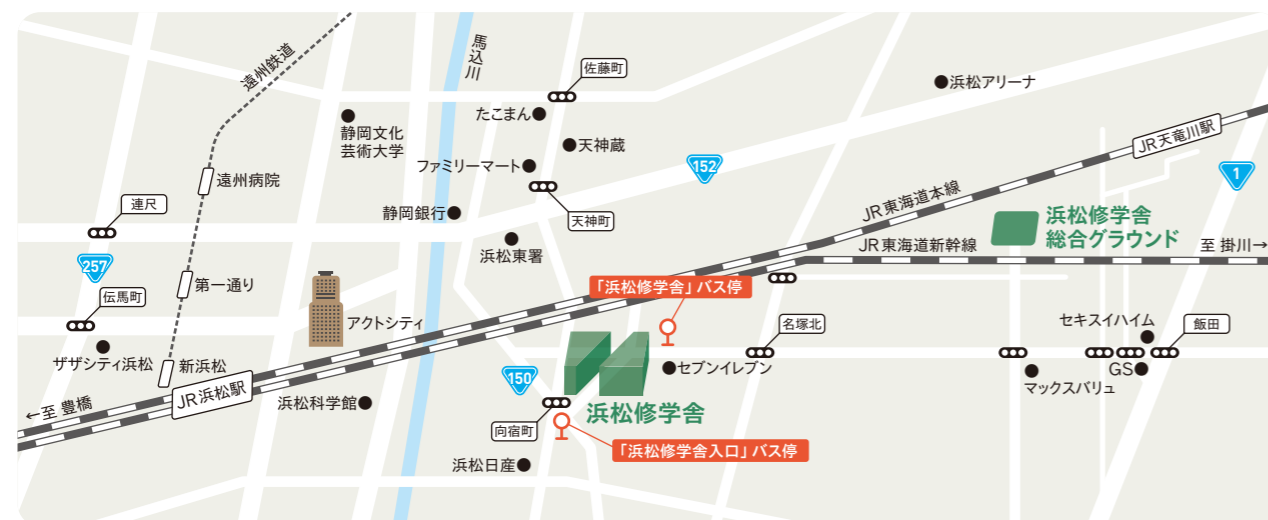 遠州鉄道
馬込川
佐藤町
たこまん
静岡文化
芸術大学
天神蔵
浜松アリーナ
JR天竜川駅
ファミリーマート
遠州病院
152
1
連尺
静岡銀行
天神町
JR東海道本線
浜松修学舎
総合グラウンド
浜松東署
JR東海道新幹線
至 掛川→
257
第一通り
「浜松修学舎」バス停
伝馬町
アクトシティ
名塚北
セキスイハイム
飯田
ザザシティ浜松
新浜松
セブンイレブン
GS
150
マックスバリュ
JR浜松駅
←至 豊橋
浜松科学館
浜松修学舎
向宿町
「浜松修学舎入口」バス停
浜松日産